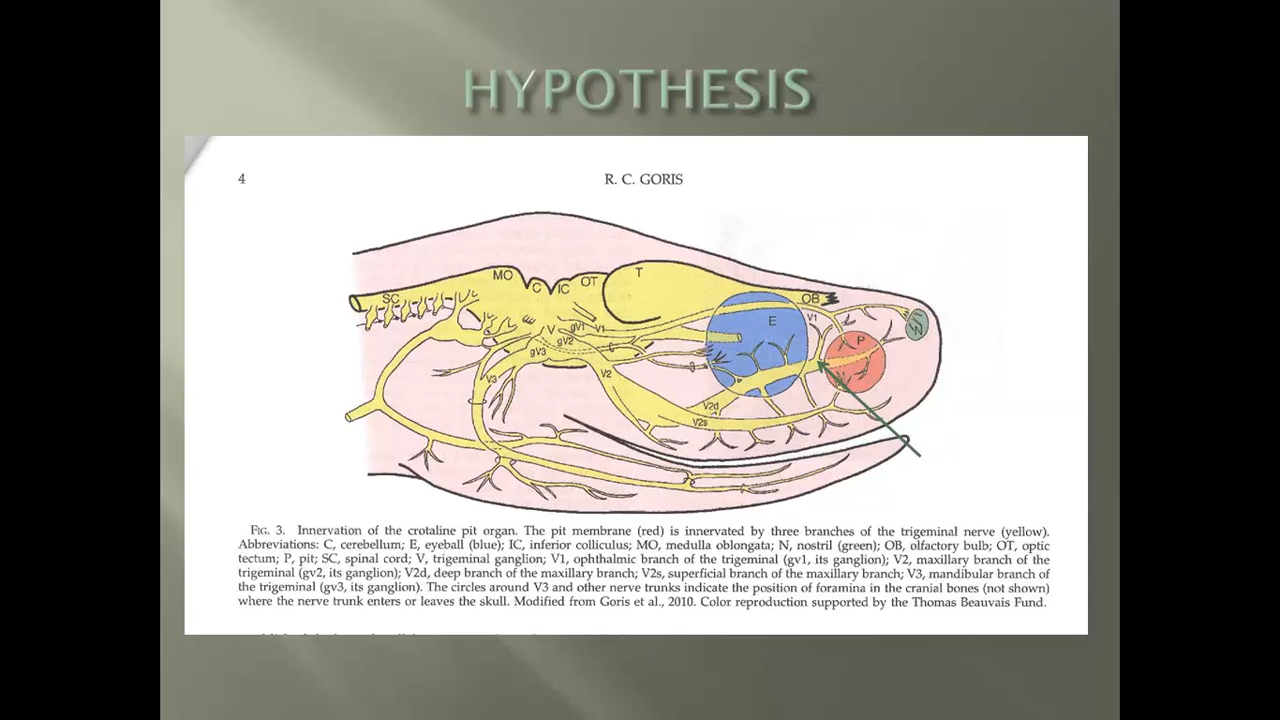 HYPOTHESIS
4 R. C. GORIS
MO
C
IC
OT
T
SC
OB
V1
E
N
P
V
gV1
V1
gV2
gV3
V3
V2
V2d
V2s
FIG. 3. Innervation of the crotaline pit organ. The pit membrane (red) is innervated by three branches of the trigeminal nerve (yellow).
Abbreviations: C, cerebellum; E, eyeball (blue); IC, inferior colliculus; MO, medulla oblongata; N, nostril (green); OB, olfactory bulb; OT, optic
tectum; P, pit; SC, spinal cord; V, trigeminal ganglion; V1, ophthalmic branch of the trigeminal (gv1, its ganglion); V2, maxillary branch of the
trigeminal (gv2, its ganglion); V2d, deep branch of the maxillary branch; V2s, superficial branch of the maxillary branch; V3, mandibular branch of
the trigeminal (gv3, its ganglion). The circles around V3 and other nerve trunks indicate the position of foramina in the cranial bones (not shown)
where the nerve trunk enters or leaves the skull. Modified from Goris et al., 2010. Color reproduction supported by the Thomas Beauvais Fund.